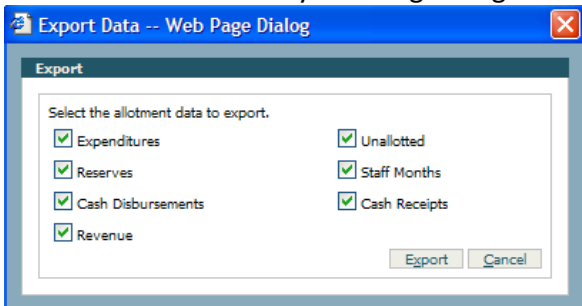 Export Data -- Web Page Dialog
Export
Select the allotment data to export.
Expenditures Unallotted
Reserves Staff Months
Cash Disbursements Cash Receipts
Revenue
Export Cancel